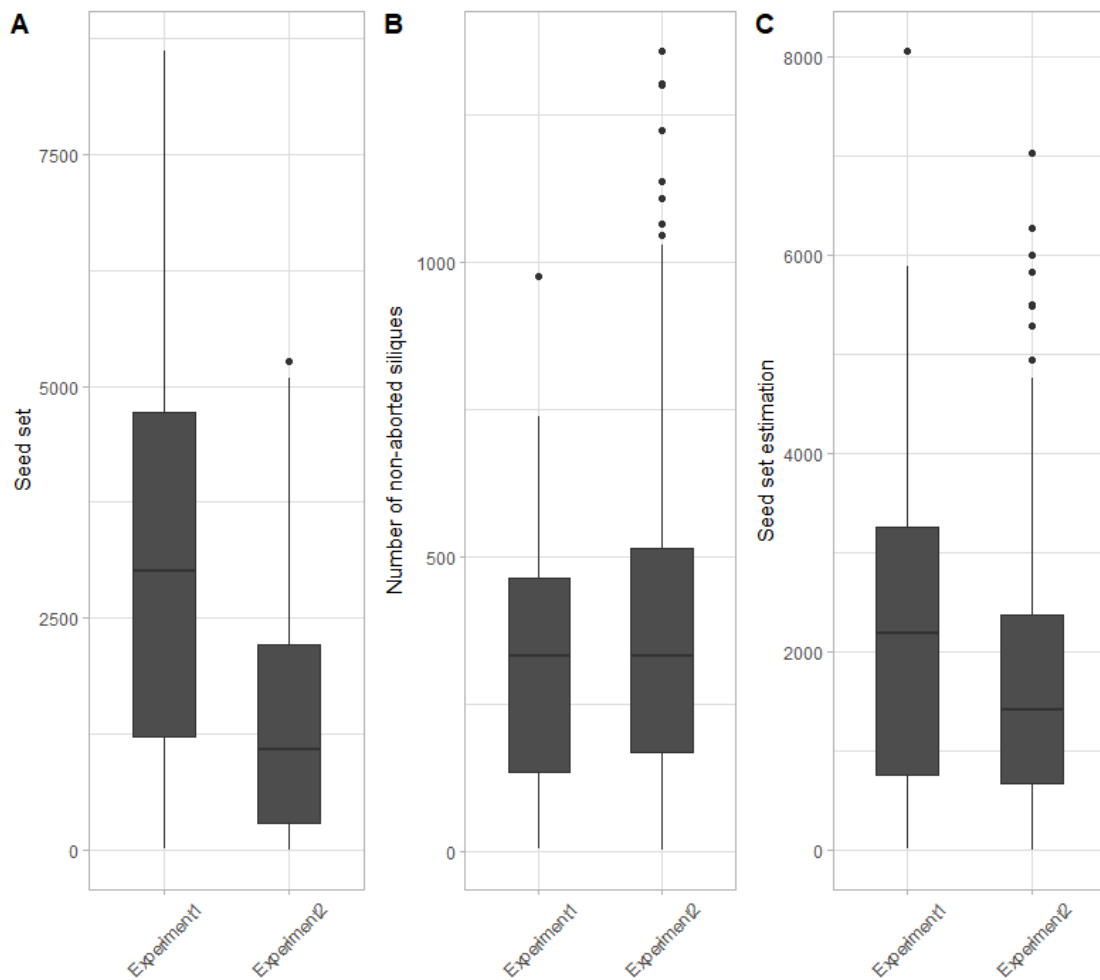 A
Seed set
7500
5000
2500
0
Experiment1
Experiment2
B
Number of non-aborted siliques
1000
500
0
Experiment1
Experiment2
C
Seed set estimation
8000
6000
4000
2000
0
Experiment1
Experiment2